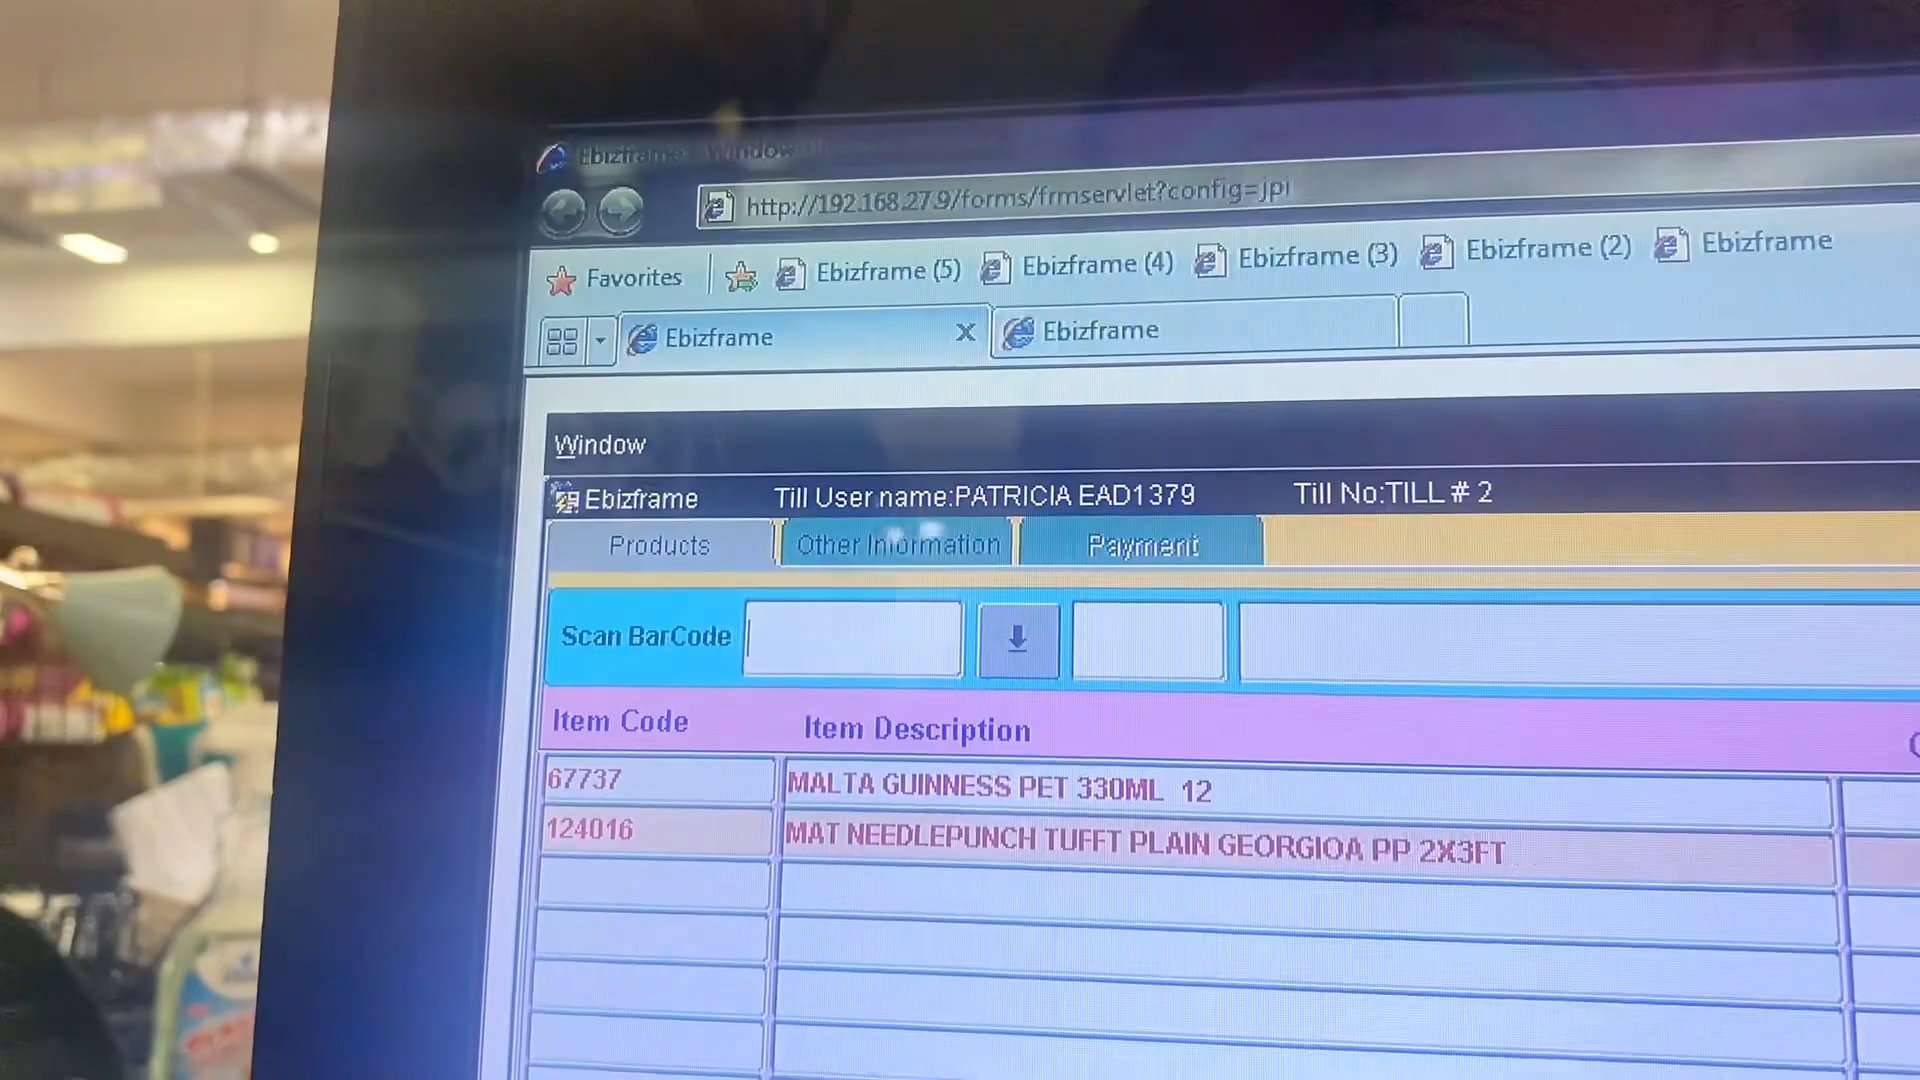 Ebizframe Window
http://192.168.27.9/forms/frmservlet?config=jpi
Favorites Ebizframe (5) Ebizframe (4) Ebizframe (3) Ebizframe (2) Ebizframe
Ebizframe X Ebizframe
Window
Ebizframe Till User name:PATRICIA EAD1379 Till No:TILL # 2
Products Other Information Payment
Scan BarCode
Item Code Item Description
67737 MALTA GUINNESS PET 330ML 12
124016 MAT NEEDLEPUNCH TUFFT PLAIN GEORGIOA PP 2X3FT